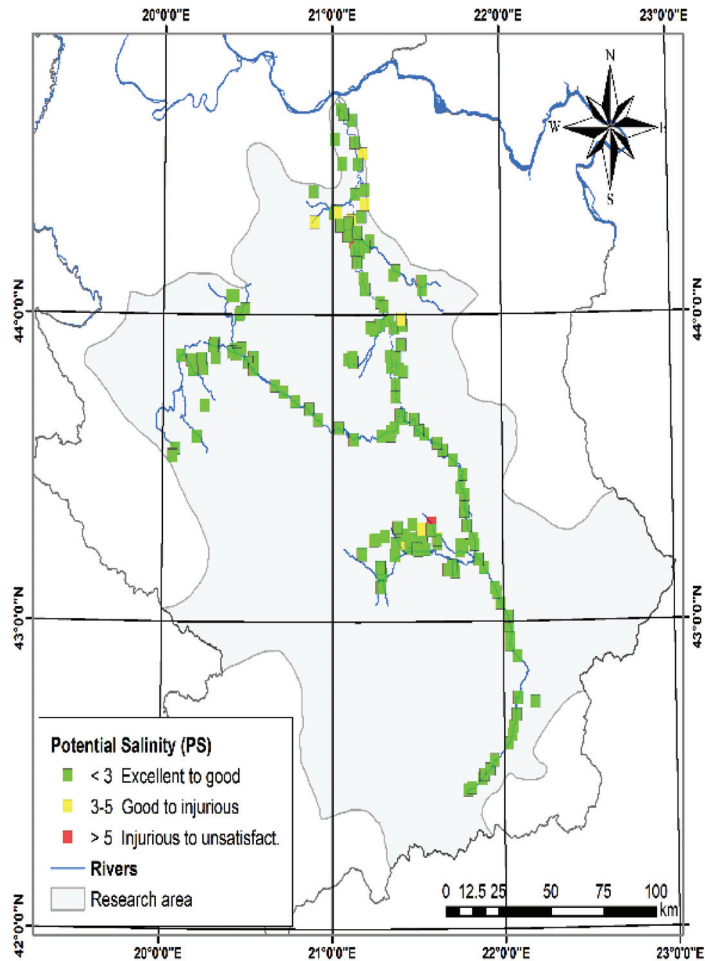 20°0'0"E 21°0'0"E 22°0'0"E 23°0'0"E
N
W E
S
44°0'0"N 44°0'0"N
43°0'0"N 43°0'0"N
Potential Salinity (PS)
< 3 Excellent to good
3-5 Good to injurious
> 5 Injurious to unsatisfact.
Rivers
Research area
0 12.5 25 50 75 100
km
42°0'0"N 42°0'0"N
20°0'0"E 21°0'0"E 22°0'0"E 23°0'0"E